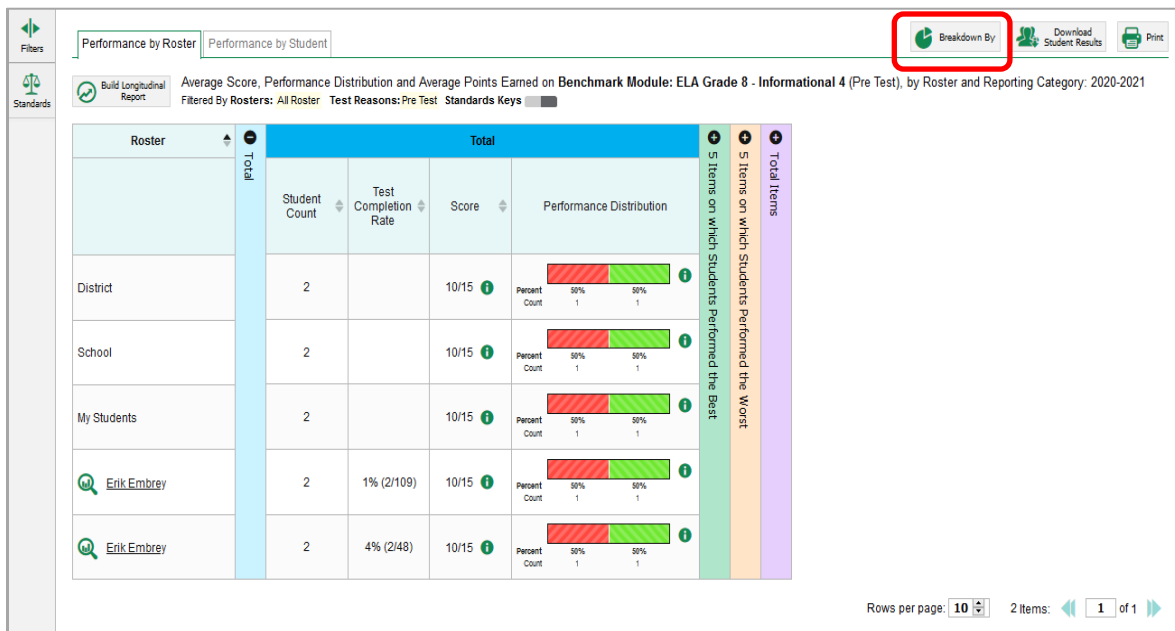 Filters
Standards
Performance by Roster
Performance by Student
Breakdown By
Download
Student Results
Print
Build Longitudinal
Report
Average Score, Performance Distribution and Average Points Earned on Benchmark Module: ELA Grade 8 - Informational 4 (Pre Test), by Roster and Reporting Category: 2020-2021
Filtered By Rosters: All Roster Test Reasons: Pre Test Standards Keys
Roster
Total
Total
5 Items on which Students Performed the Best
5 Items on which Students Performed the Worst
Total Items
Student
Count
Test
Completion
Rate
Score
Performance Distribution
District
2
10/15
Percent 50% 50%
Count 1 1
School
2
10/15
Percent 50% 50%
Count 1 1
My Students
2
10/15
Percent 50% 50%
Count 1 1
Erik Embrey
2
1% (2/109)
10/15
Percent 50% 50%
Count 1 1
Erik Embrey
2
4% (2/48)
10/15
Percent 50% 50%
Count 1 1
Rows per page: 10 2 Items: 1 of 1